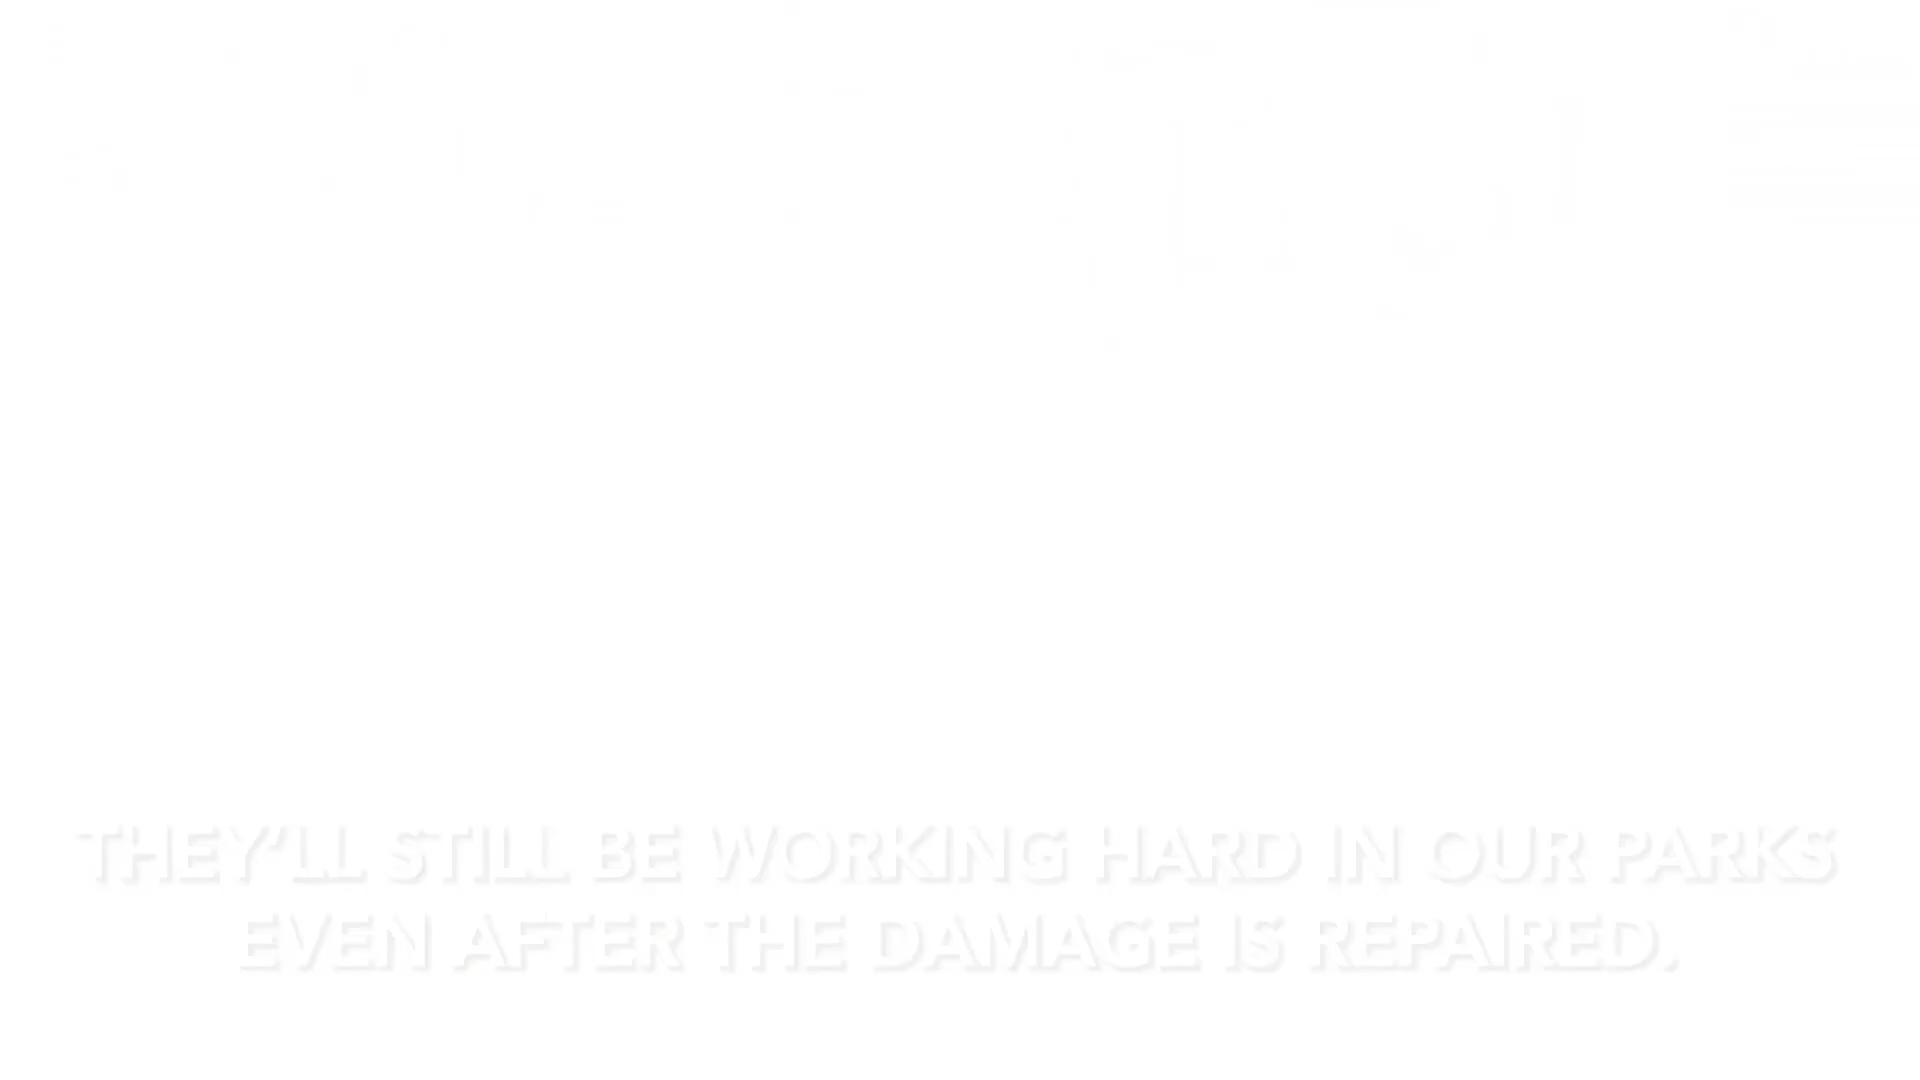 THEY'LL STILL BE WORKING HARD IN OUR PARKS
EVEN AFTER THE DAMAGE IS REPAIRED.